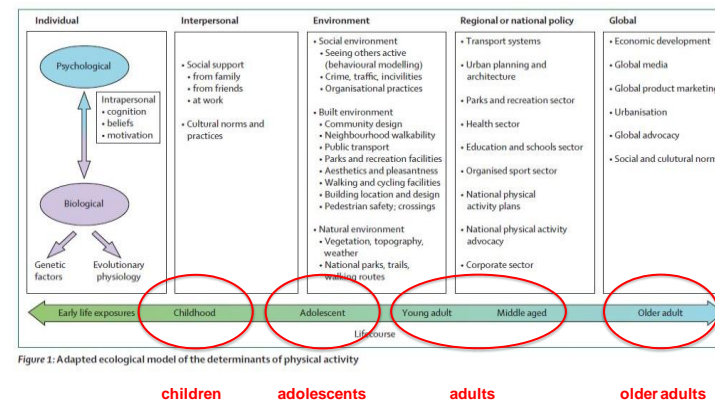 Individual
Psychological
Intrapersonal
• cognition
• beliefs
• motivation
Biological
Genetic
factors
Evolutionary
physiology
Interpersonal
• Social support
• from family
• from friends
• at work
• Cultural norms and
practices
Environment
• Social environment
• Seeing others active
(behavioural modelling)
• Crime, traffic, incivilities
• Organisational practices
• Built environment
• Community design
• Neighbourhood walkability
• Public transport
• Parks and recreation facilities
• Aesthetics and pleasantness
• Walking and cycling facilities
• Building location and design
• Pedestrian safety; crossings
• Natural environment
• Vegetation, topography,
weather
• National parks, trails,
walking routes
Regional or national policy
• Transport systems
• Urban planning and
architecture
• Parks and recreation sector
• Health sector
• Education and schools sector
• Organised sport sector
• National physical
activity plans
• National physical activity
advocacy
• Corporate sector
Global
• Economic development
• Global media
• Global product marketing
• Urbanisation
• Global advocacy
• Social and culutural norm
Early life exposures
Childhood
Adolescent
Young adult
Middle aged
Older adult
Lifecourse
Figure 1: Adapted ecological model of the determinants of physical activity
children
adolescents
adults
older adults